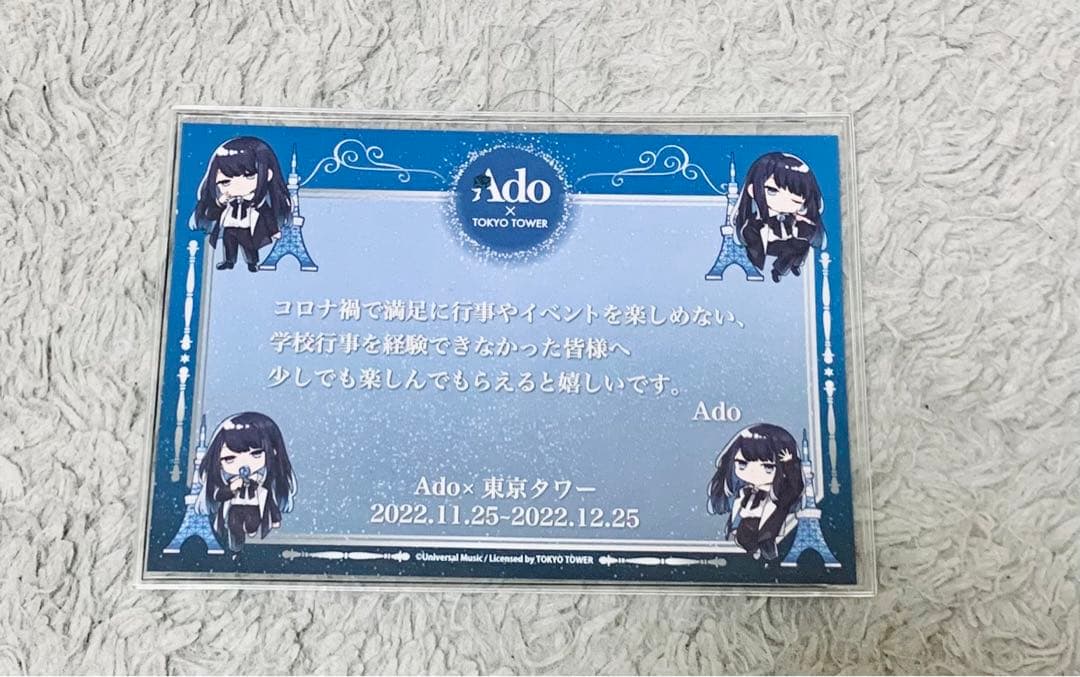 Ado
×
TOKYO TOWER
コロナ禍で満足に行事やイベントを楽しめない、
学校行事を経験できなかった皆様へ
少しでも楽しんでもらえると嬉しいです。
Ado
Ado× 東京タワー
2022.11.25~2022.12.25
©Universal Music / Licensed by TOKYO TOWER